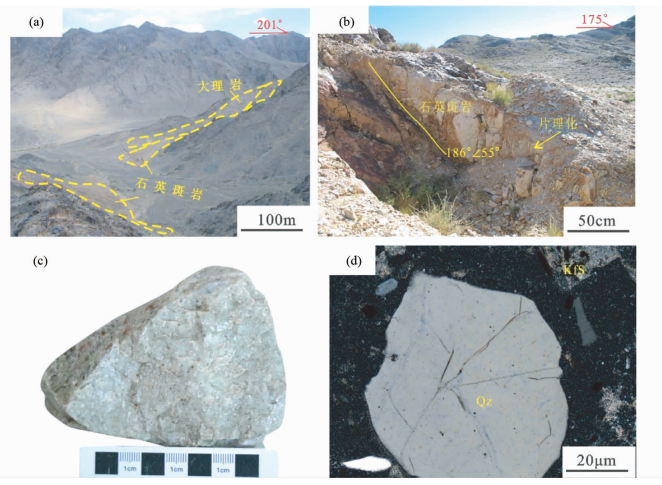 (a)
201°
大理岩
石英斑岩
100m
(b)
175°
石英斑岩
片理化
186°∠55°
50cm
(c)
1cm
1cm
1cm
(d)
Kfs
Qz
20μm